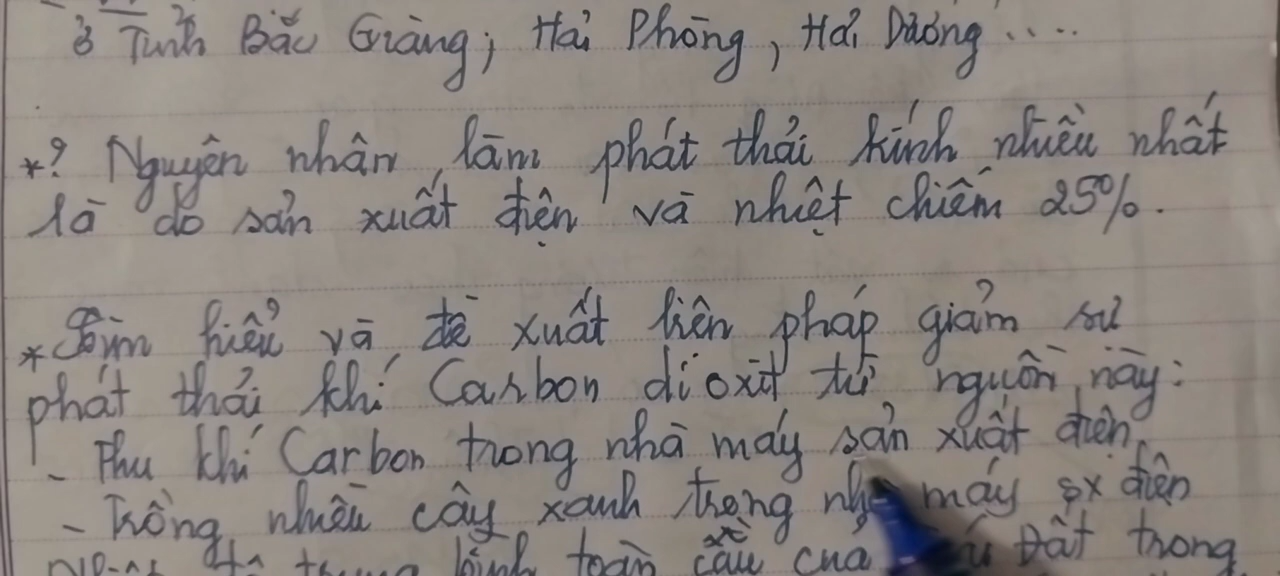 ở Tỉnh Bắc Giang; Hải Phòng, Hải Dương....
*? Nguyên nhân làm phát thải kính nhiều nhất
là do sản xuất điện và nhiệt chiếm 25%.
* Tìm hiểu và đề xuất biện pháp giảm sự
phát thải khí Carbon dioxit từ nguồn này:
- Thu khí Carbon trong nhà máy sản xuất điện.
- Trồng nhiều cây xanh trong nhà máy sx điện
độ trung bình toàn cầu của Đất trong